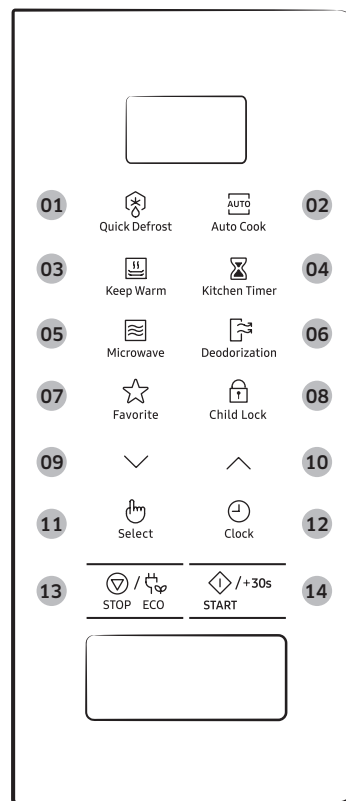 01 AUTO 02
Quick Defrost Auto Cook
03 04
Keep Warm Kitchen Timer
05 06
Microwave Deodorization
07 08
Favorite Child Lock
09 10
11 12
Select Clock
13 / /+30s 14
STOP ECO START